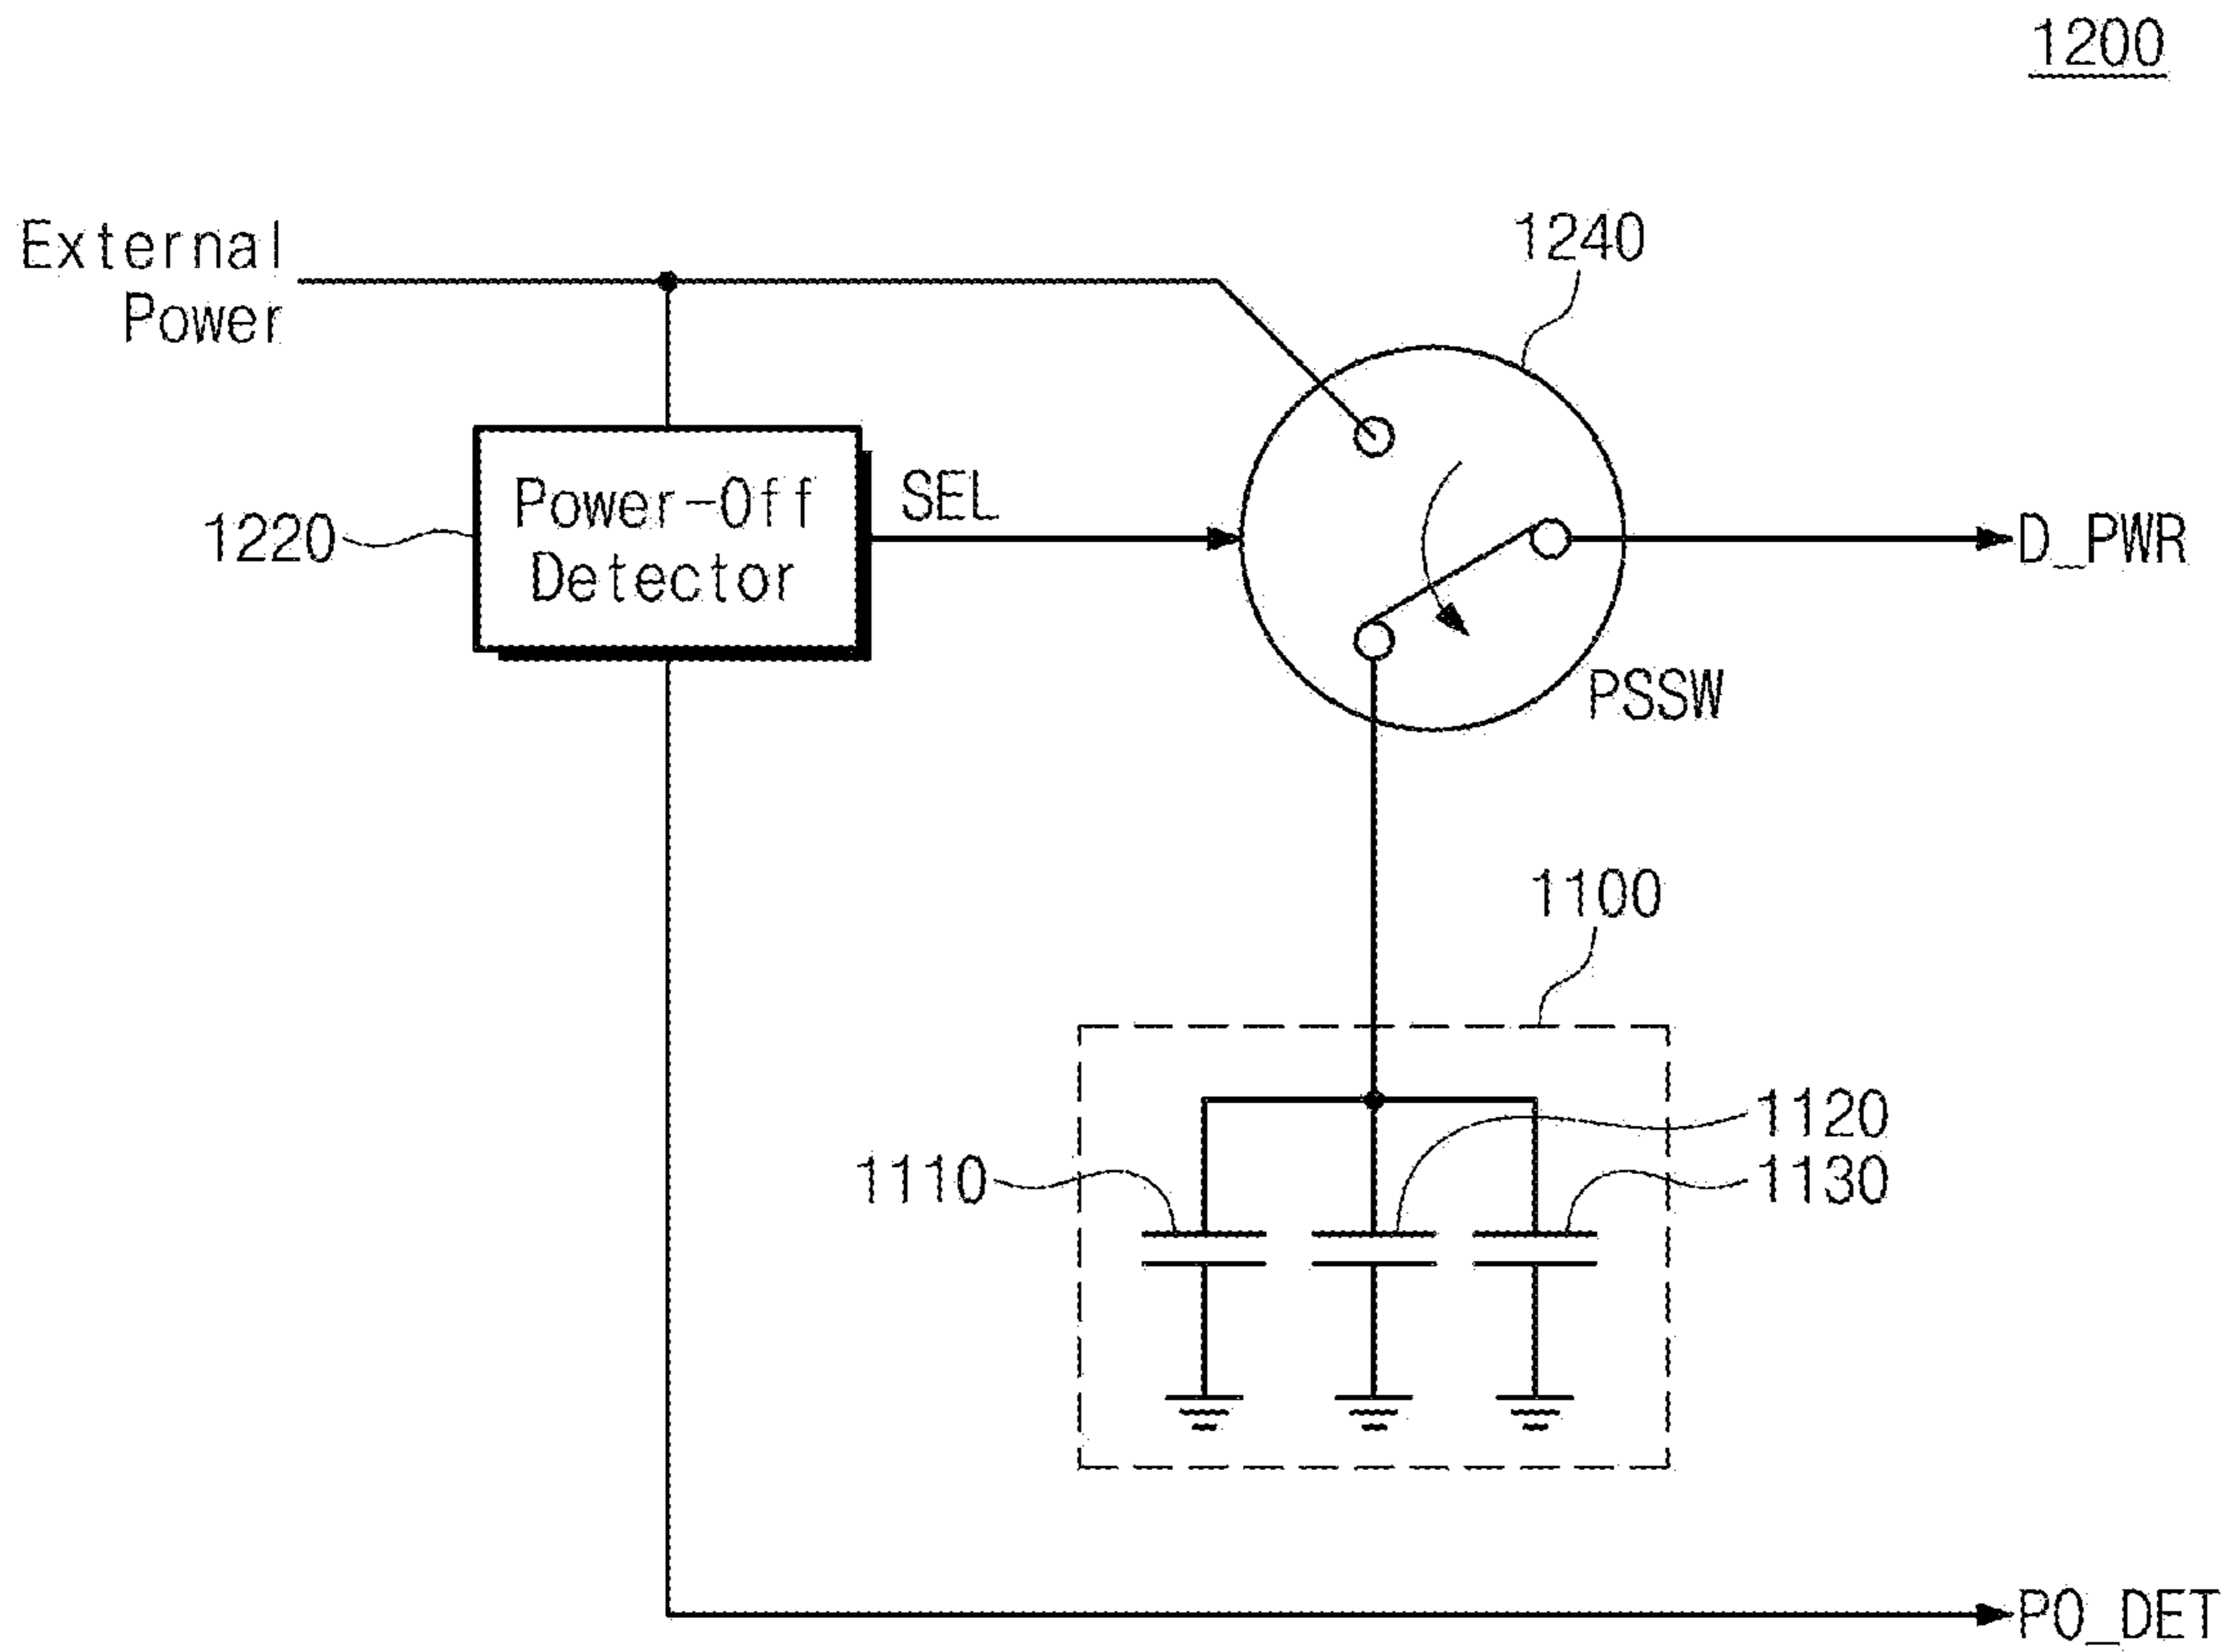 1200
External
Power
1240
Power-Off
Detector
SEL
1220
D_PWR
PSSW
1100
1120
1110
1130
PO_DET